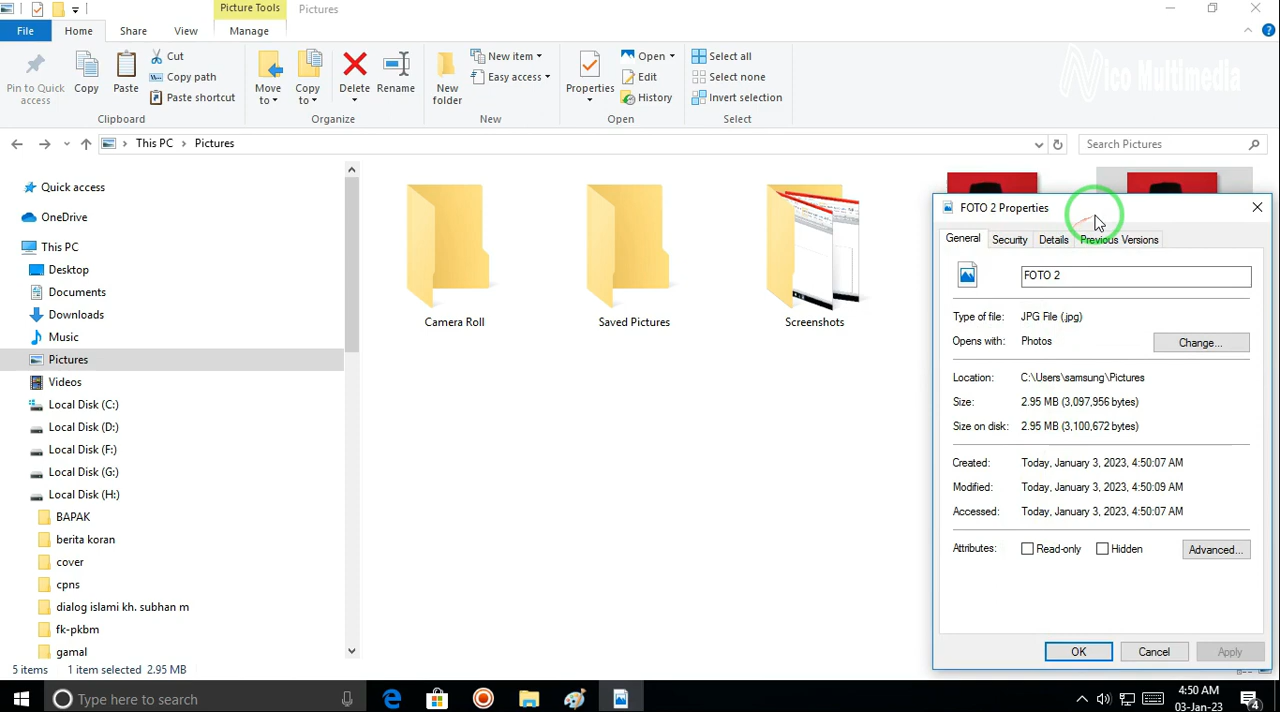 Picture Tools
Pictures
File
Home
Share
View
Manage
Pin to Quick
access
Copy
Paste
Cut
Copy path
Paste shortcut
Clipboard
Move
to
Copy
to
Delete
Rename
Organize
New
folder
New item
Easy access
New
Properties
Open
Edit
History
Open
Select all
Select none
Invert selection
Select
Nico Multimedia
This PC
Pictures
Search Pictures
Quick access
OneDrive
This PC
Desktop
Documents
Downloads
Music
Pictures
Videos
Local Disk (C:)
Local Disk (D:)
Local Disk (F:)
Local Disk (G:)
Local Disk (H:)
BAPAK
berita koran
cover
cpns
dialog islami kh. subhan m
fk-pkbm
gamal
Camera Roll
Saved Pictures
Screenshots
FOTO 2 Properties
General
Security
Details
Previous Versions
FOTO 2
Type of file: JPG File (.jpg)
Opens with: Photos
Change...
Location: C:\Users\samsung\Pictures
Size: 2.95 MB (3,097,956 bytes)
Size on disk: 2.95 MB (3,100,672 bytes)
Created: Today, January 3, 2023, 4:50:07 AM
Modified: Today, January 3, 2023, 4:50:09 AM
Accessed: Today, January 3, 2023, 4:50:07 AM
Attributes: Read-only Hidden Advanced...
OK
Cancel
Apply
5 items 1 item selected 2.95 MB
Type here to search
4:50 AM
03-Jan-23
4